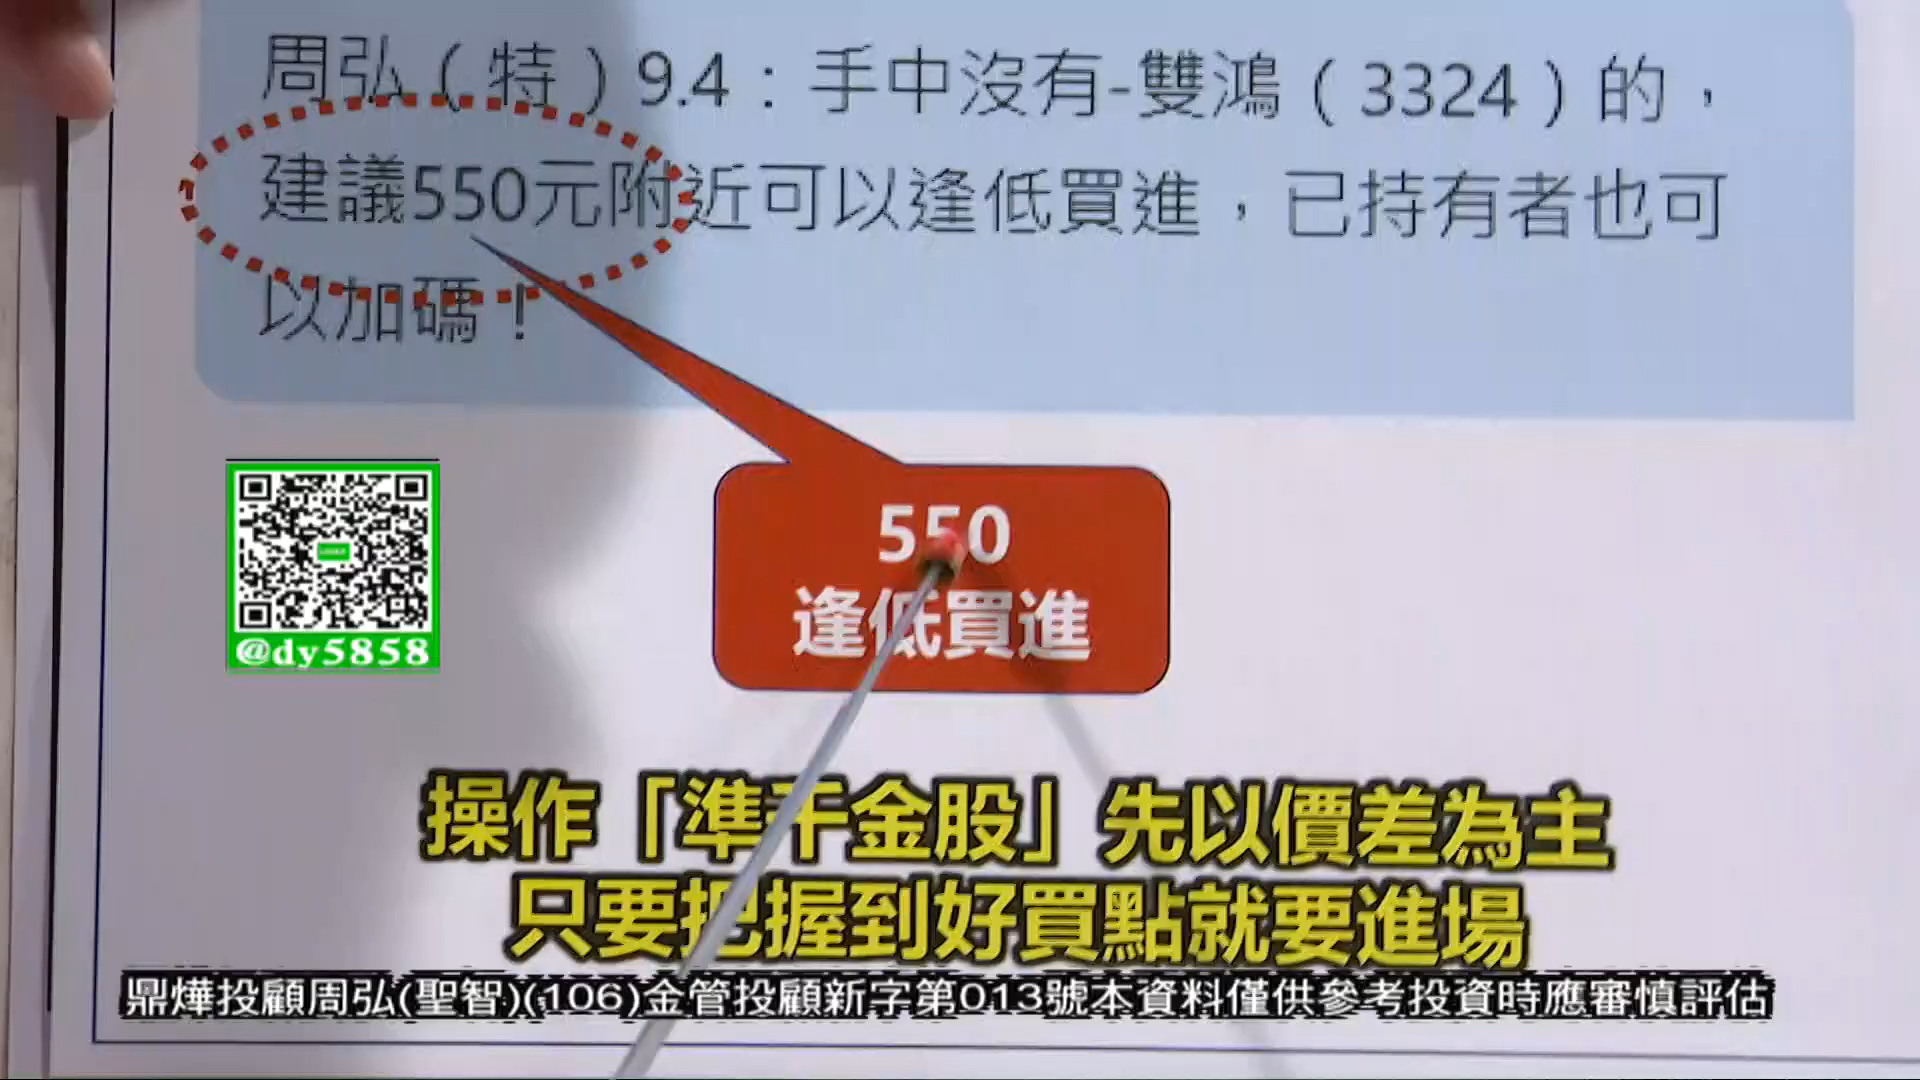 周弘（特）9.4：手中沒有-雙鴻（3324）的，
建議550元附近可以逢低買進，已持有者也可
以加碼！
550
逢低買進
@dy5858
操作「準千金股」先以價差為主
只要把握到好買點就要進場
鼎燁投顧周弘(聖智)(106)金管投顧新字第013號本資料僅供參考投資時應審慎評估